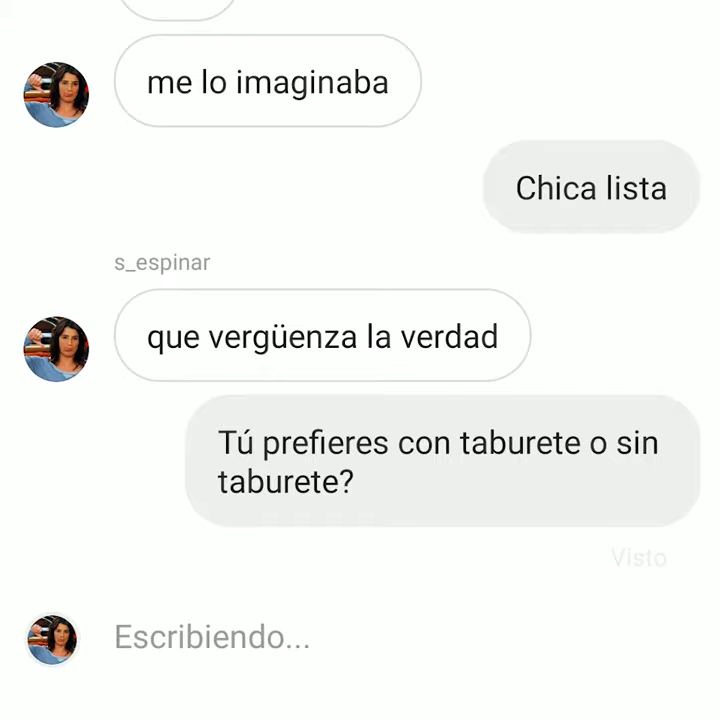 me lo imaginaba
Chica lista
s_espinar
que vergüenza la verdad
Tú prefieres con taburete o sin
taburete?
Visto
Escribiendo...